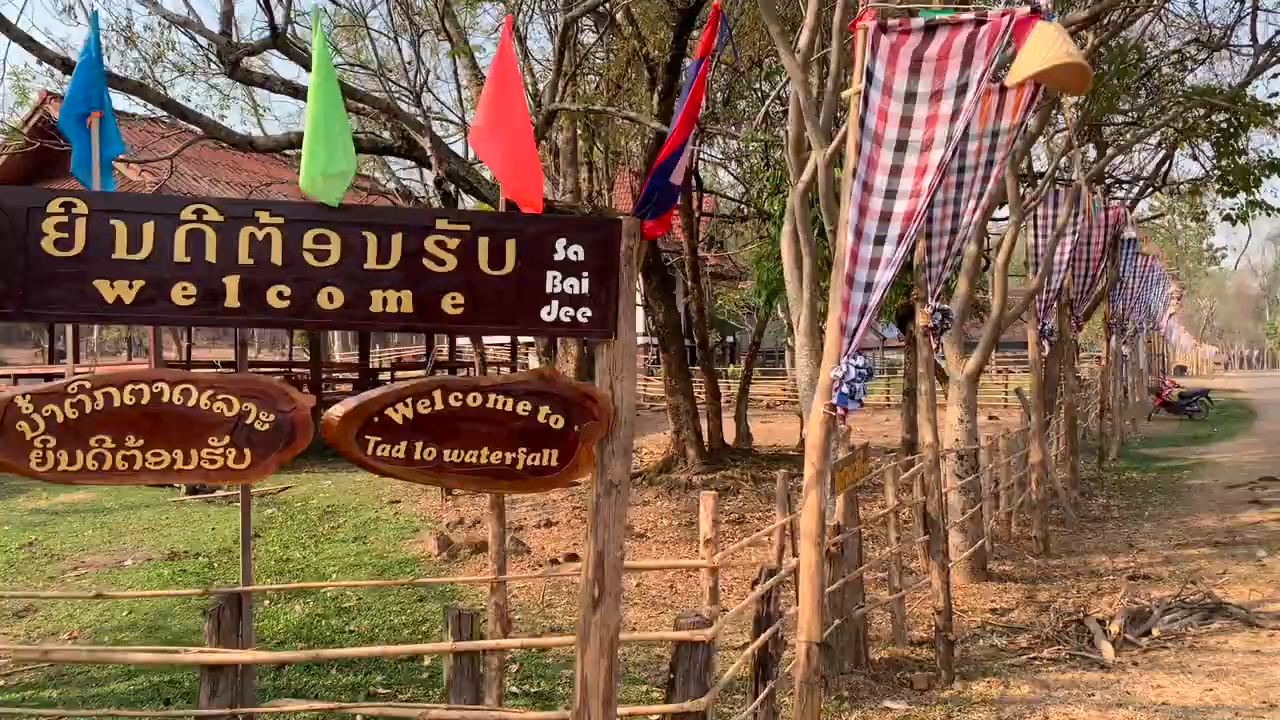 ຍິນດີຕ້ອນຮັບ
welcome
Sa
Bai
dee
ນ້ຳຕົກຕາດເລາະ
ຍິນດີຕ້ອນຮັບ
Welcome to
Tad lo waterfall